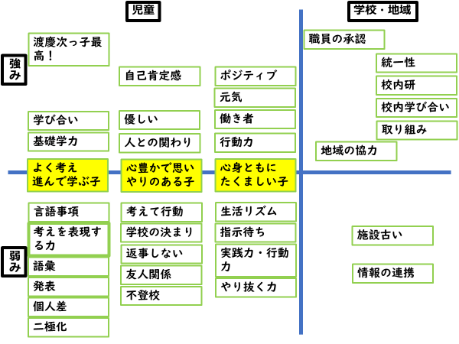 児童
学校・地域
強み
渡慶次っ子最
高！
学び合い
基礎学力
自己肯定感
優しい
人との関わり
ポジティブ
元気
働き者
行動力
職員の承認
統一性
校内研
校内学び合い
取り組み
地域の協力
よく考え
進んで学ぶ子
心豊かで思い
やりのある子
心身ともに
たくましい子
弱み
言語事項
考えを表現す
る力
語彙
発表
個人差
二極化
考えて行動
学校の決まり
返事しない
友人関係
不登校
生活リズム
指示待ち
実践力・行動
力
やり抜く力
施設古い
情報の連携